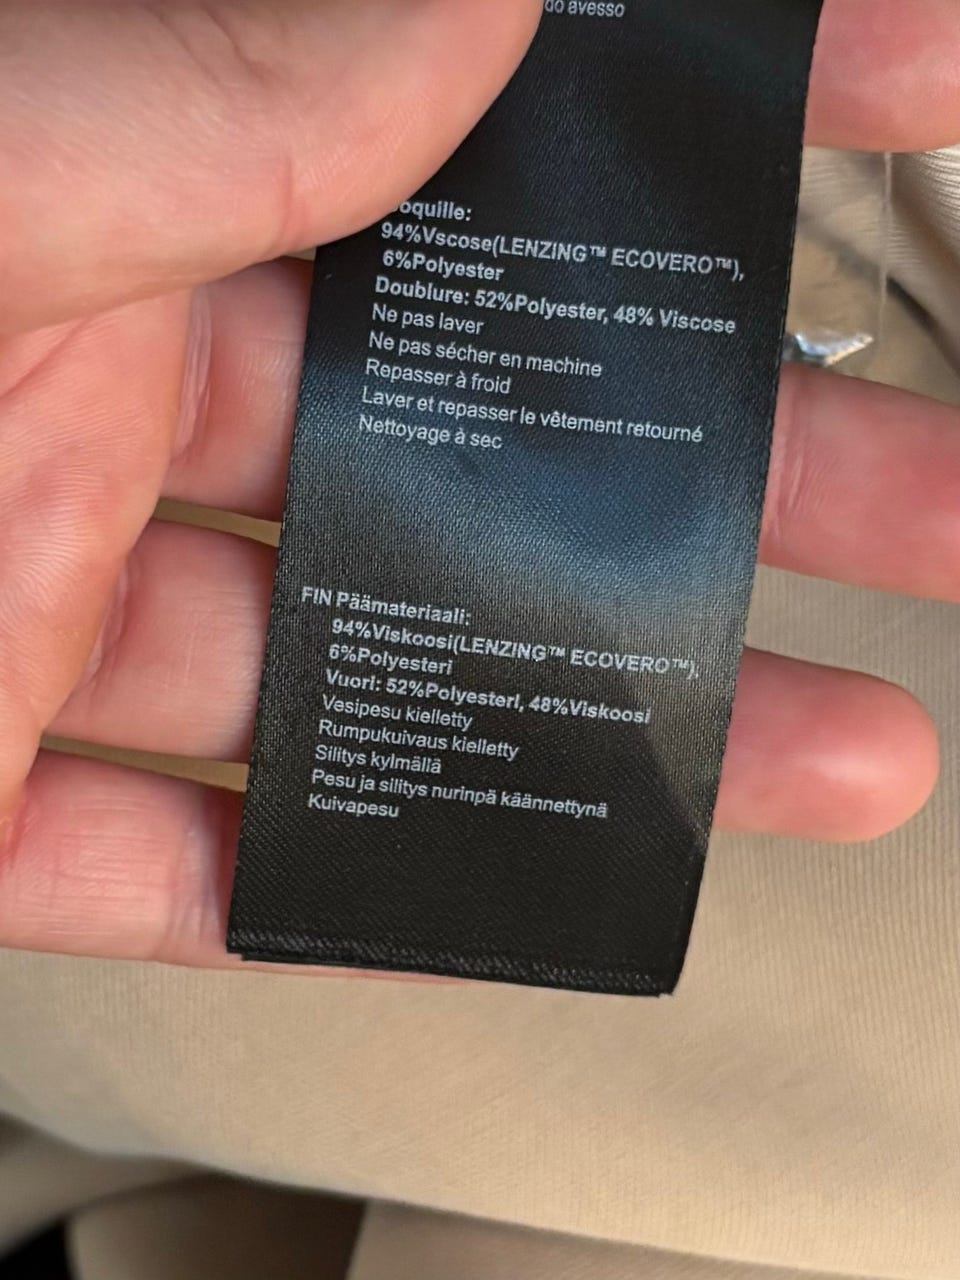 do avesso
oquille:
94%Vscose(LENZING™ ECOVERO™),
6%Polyester
Doublure: 52%Polyester, 48% Viscose
Ne pas laver
Ne pas sécher en machine
Repasser à froid
Laver et repasser le vêtement retourné
Nettoyage à sec
FIN Päämateriaali:
94%Viskoosi(LENZING™ ECOVERO™),
6%Polyesteri
Vuori: 52%Polyesteri, 48%Viskoosi
Vesipesu kielletty
Rumpukuivaus kielletty
Silitys kylmällä
Pesu ja silitys nurinpä käännettynä
Kuivapesu